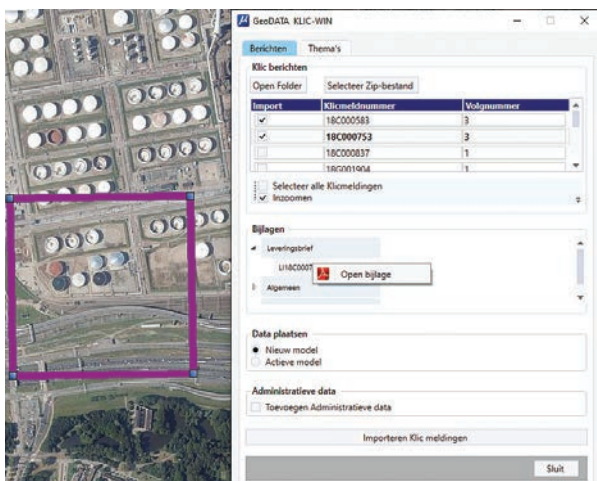 GeoDATA KLIC-WIN
Berichten Thema's
Klic berichten
Open Folder Selecteer Zip-bestand
Import Klicmeldnummer Volgnummer
18C000583 3
18C000753 3
18C000837 1
18G001904 1
Selecteer alle Klicmeldingen
Inzoomen
Bijlagen
Leveringsbrief
LI18C0007
Open bijlage
Algemeen
Data plaatsen
Nieuw model
Actieve model
Administratieve data
Toevoegen Administratieve data
Importeren Klic meldingen
Sluit